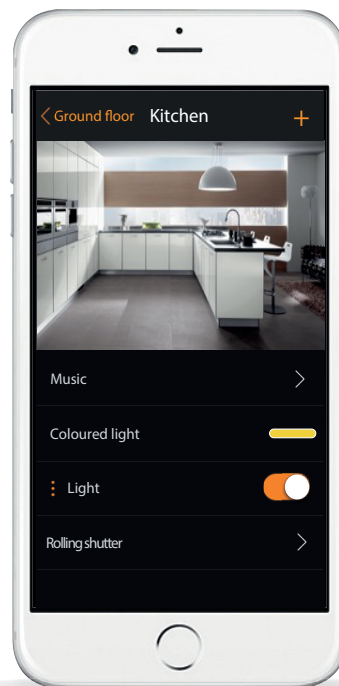 Ground floor Kitchen +
Music
Coloured light
Light
Rolling shutter